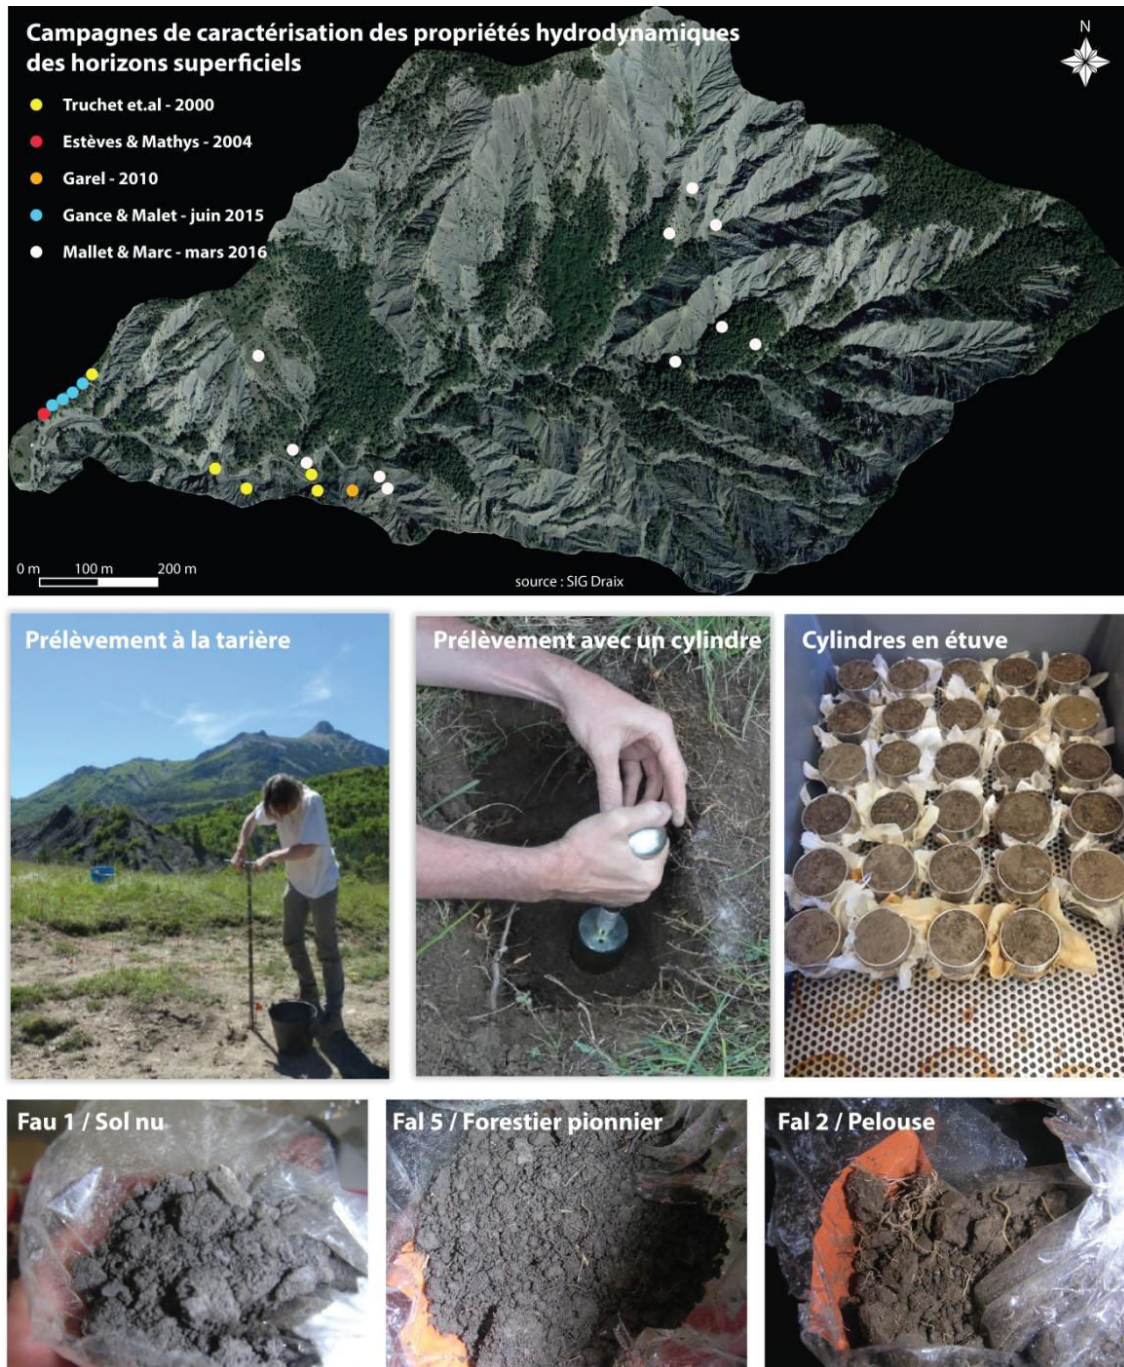 Campagnes de caractérisation des propriétés hydrodynamiques
des horizons superficiels
N
Truchet et.al - 2000
Estèves & Mathys - 2004
Garel - 2010
Gance & Malet - juin 2015
Mallet & Marc - mars 2016
0 m 100 m 200 m
source : SIG Draix
Prélèvement à la tarière
Prélèvement avec un cylindre
Cylindres en étuve
Fau 1 / Sol nu
Fal 5 / Forestier pionnier
Fal 2 / Pelouse